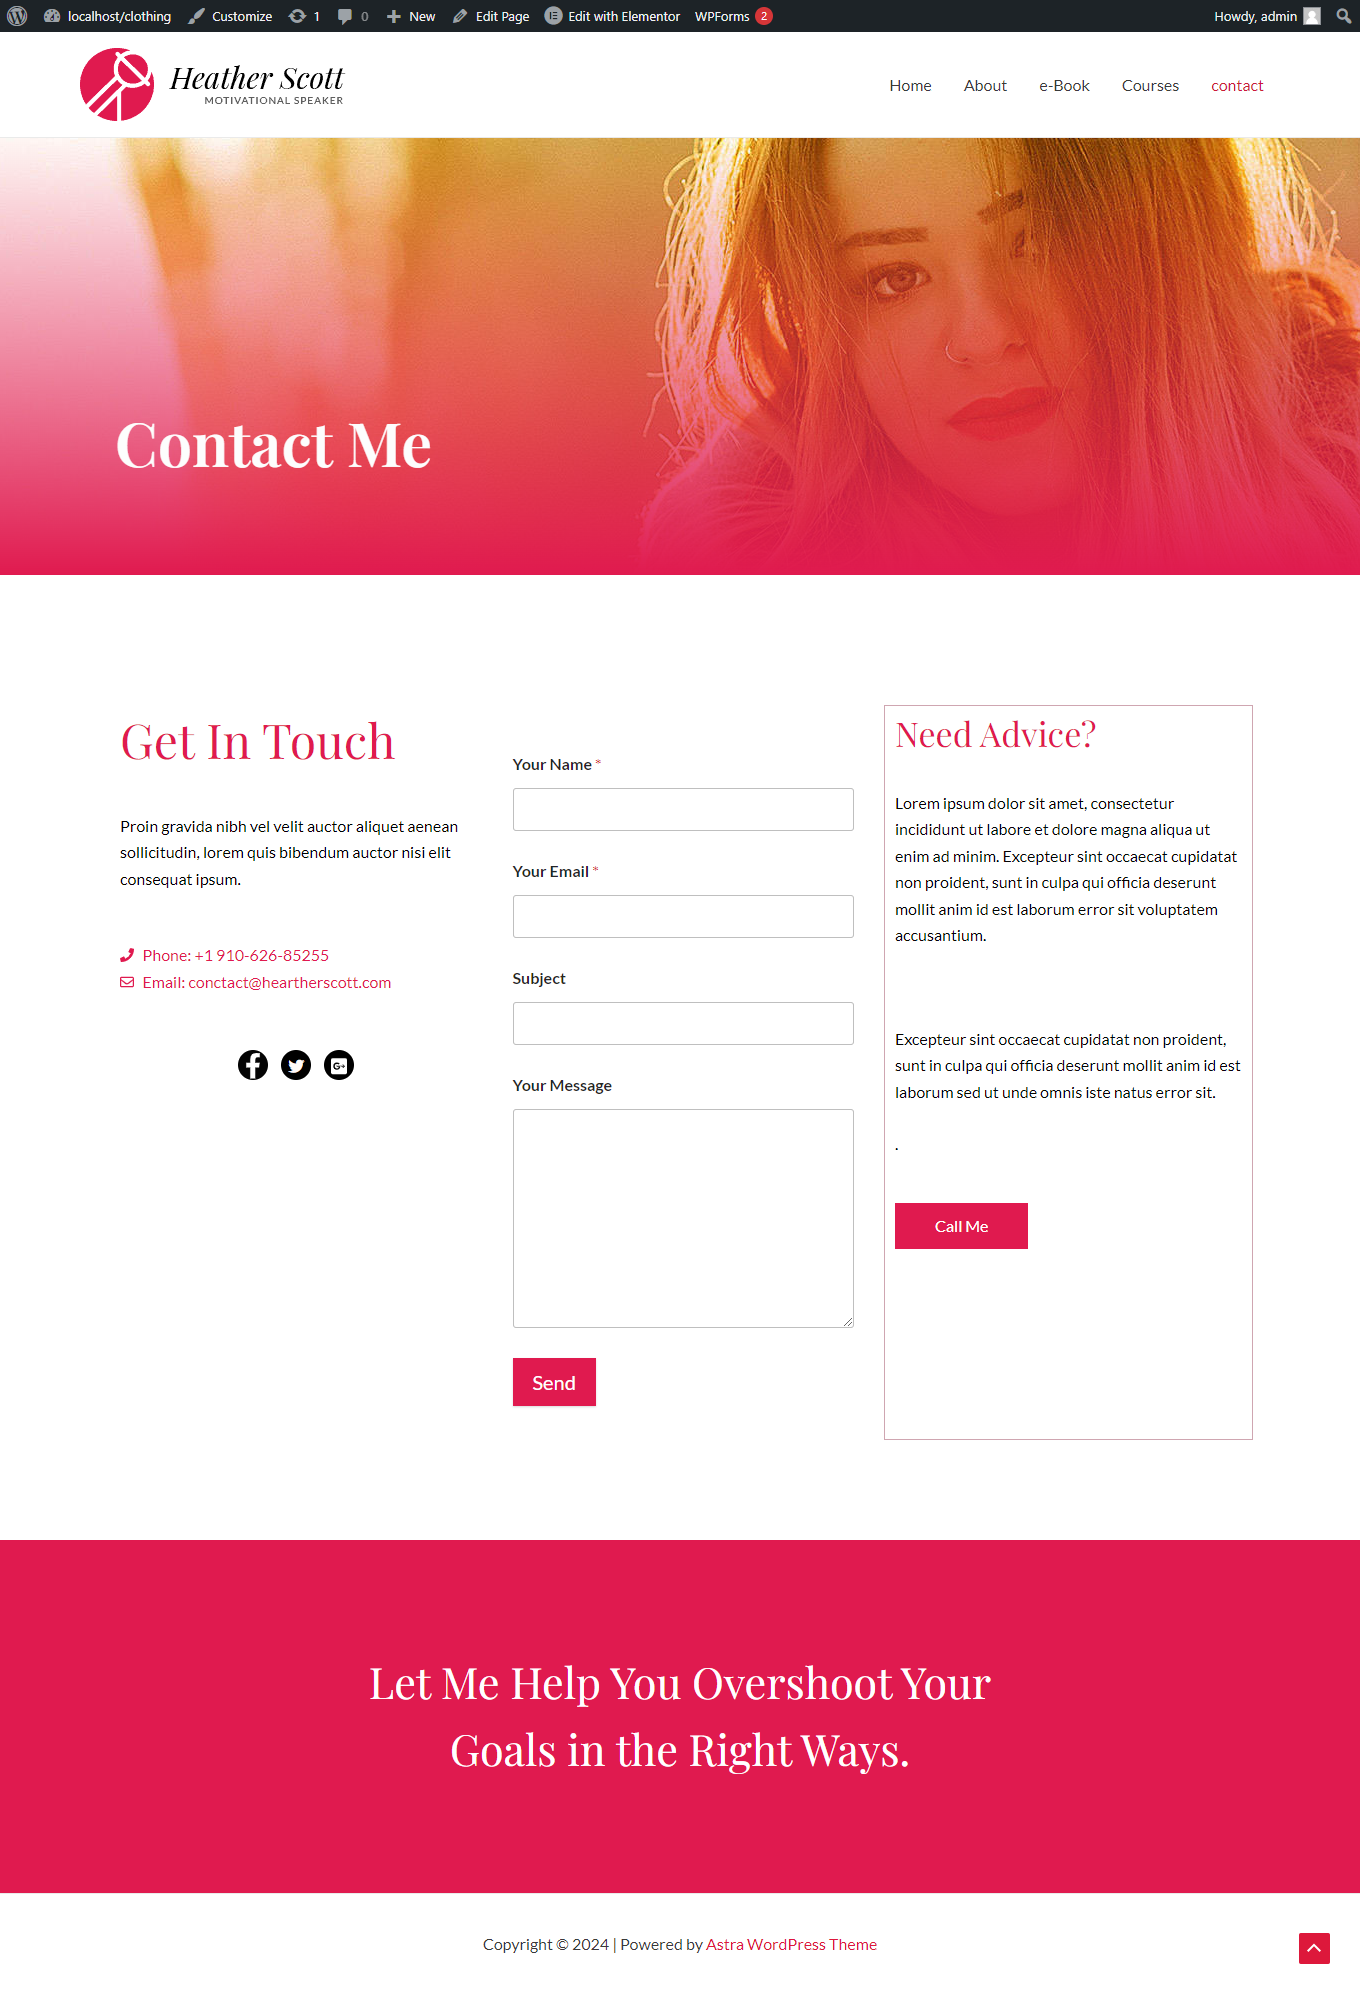 localhost/clothing Customize 1 0 New Edit Page Edit with Elementor WPForms 2 Howdy, admin
Heather Scott
MOTIVATIONAL SPEAKER
Home About e-Book Courses contact
Contact Me
Get In Touch
Proin gravida nibh vel velit auctor aliquet aenean
sollicitudin, lorem quis bibendum auctor nisi elit
consequat ipsum.
Phone: +1 910-626-85255
Email: conctact@heartherscott.com
Your Name *
Your Email *
Subject
Your Message
Send
Need Advice?
Lorem ipsum dolor sit amet, consectetur
incididunt ut labore et dolore magna aliqua ut
enim ad minim. Excepteur sint occaecat cupidatat
non proident, sunt in culpa qui officia deserunt
mollit anim id est laborum error sit voluptatem
accusantium.
Excepteur sint occaecat cupidatat non proident,
sunt in culpa qui officia deserunt mollit anim id est
laborum sed ut unde omnis iste natus error sit.
.
Call Me
Let Me Help You Overshoot Your
Goals in the Right Ways.
Copyright © 2024 | Powered by Astra WordPress Theme